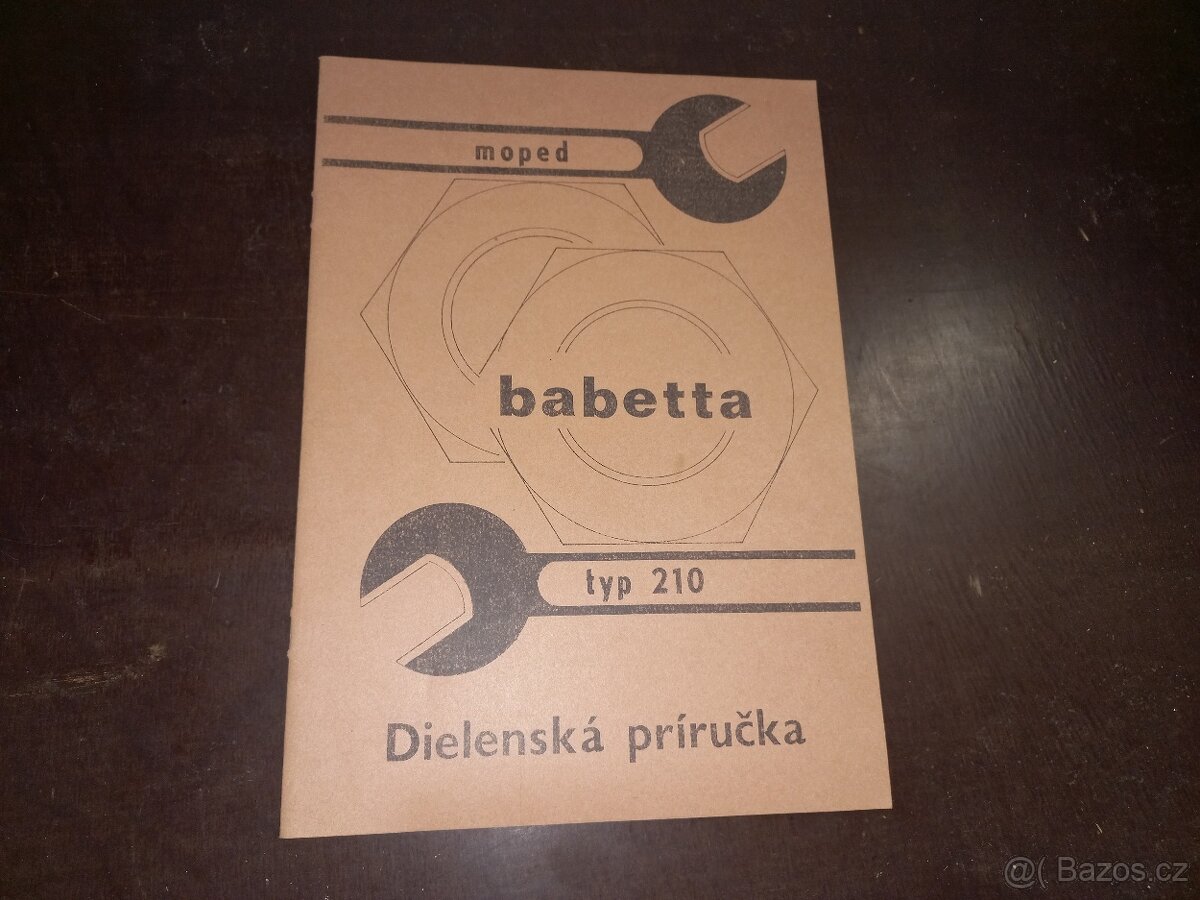 moped
babetta
typ 210
Dielenská príručka
@( Bazos.cz